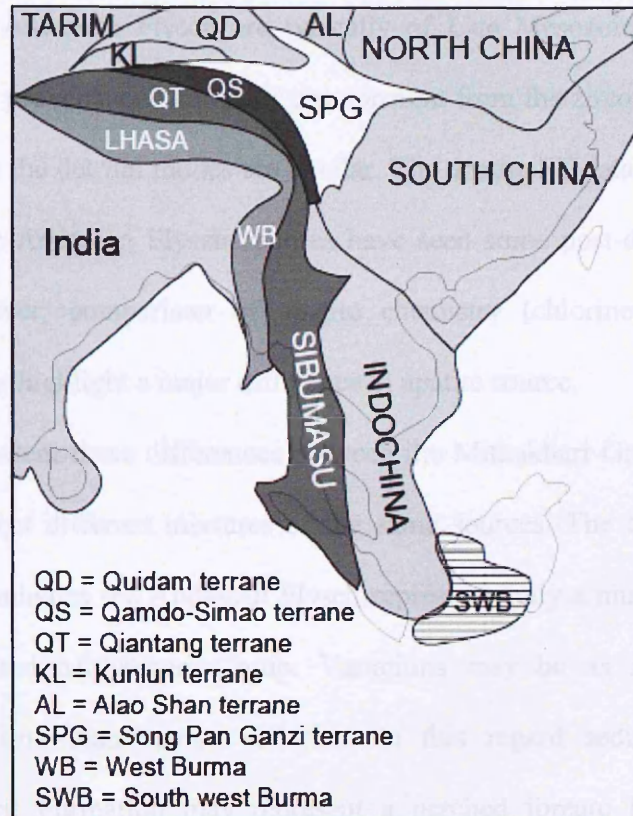 TARIM
QD
AL
NORTH CHINA
KL
QS
QT
SPG
LHASA
SOUTH CHINA
India
WB
SIBUMASU
INDOCHINA
SWB
QD = Quidam terrane
QS = Qamdo-Simao terrane
QT = Qiantang terrane
KL = Kunlun terrane
AL = Alao Shan terrane
SPG = Song Pan Ganzi terrane
WB = West Burma
SWB = South west Burma